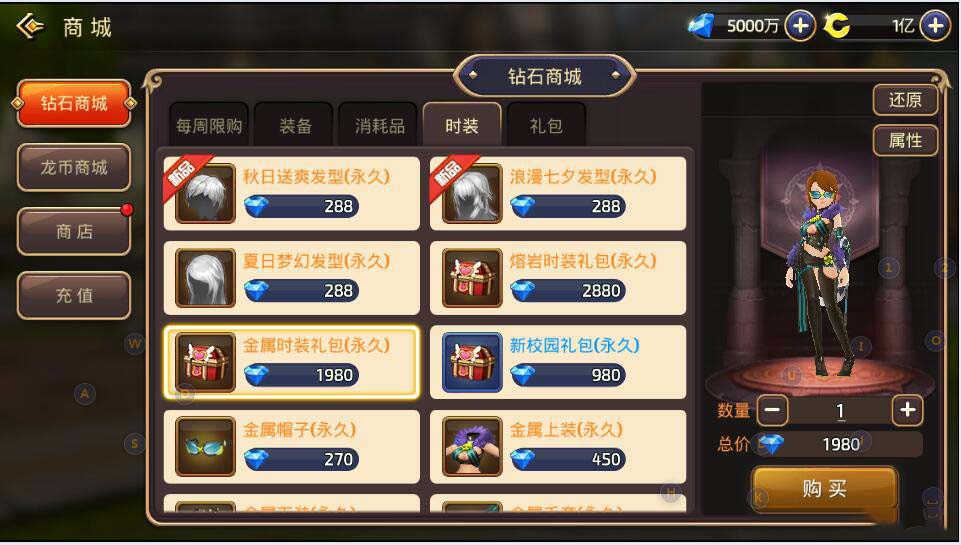 商城
5000万
1亿
钻石商城
还原
属性
钻石商城
龙币商城
商店
充值
每周限购
装备
消耗品
时装
礼包
新品
秋日送爽发型(永久)
288
新品
浪漫七夕发型(永久)
288
夏日梦幻发型(永久)
288
熔岩时装礼包(永久)
2880
金属时装礼包(永久)
1980
新校园礼包(永久)
980
金属帽子(永久)
270
金属上装(永久)
450
数量
1
总价
1980
购买
W
A
D
S
1
2
I
O
U
J
H
K